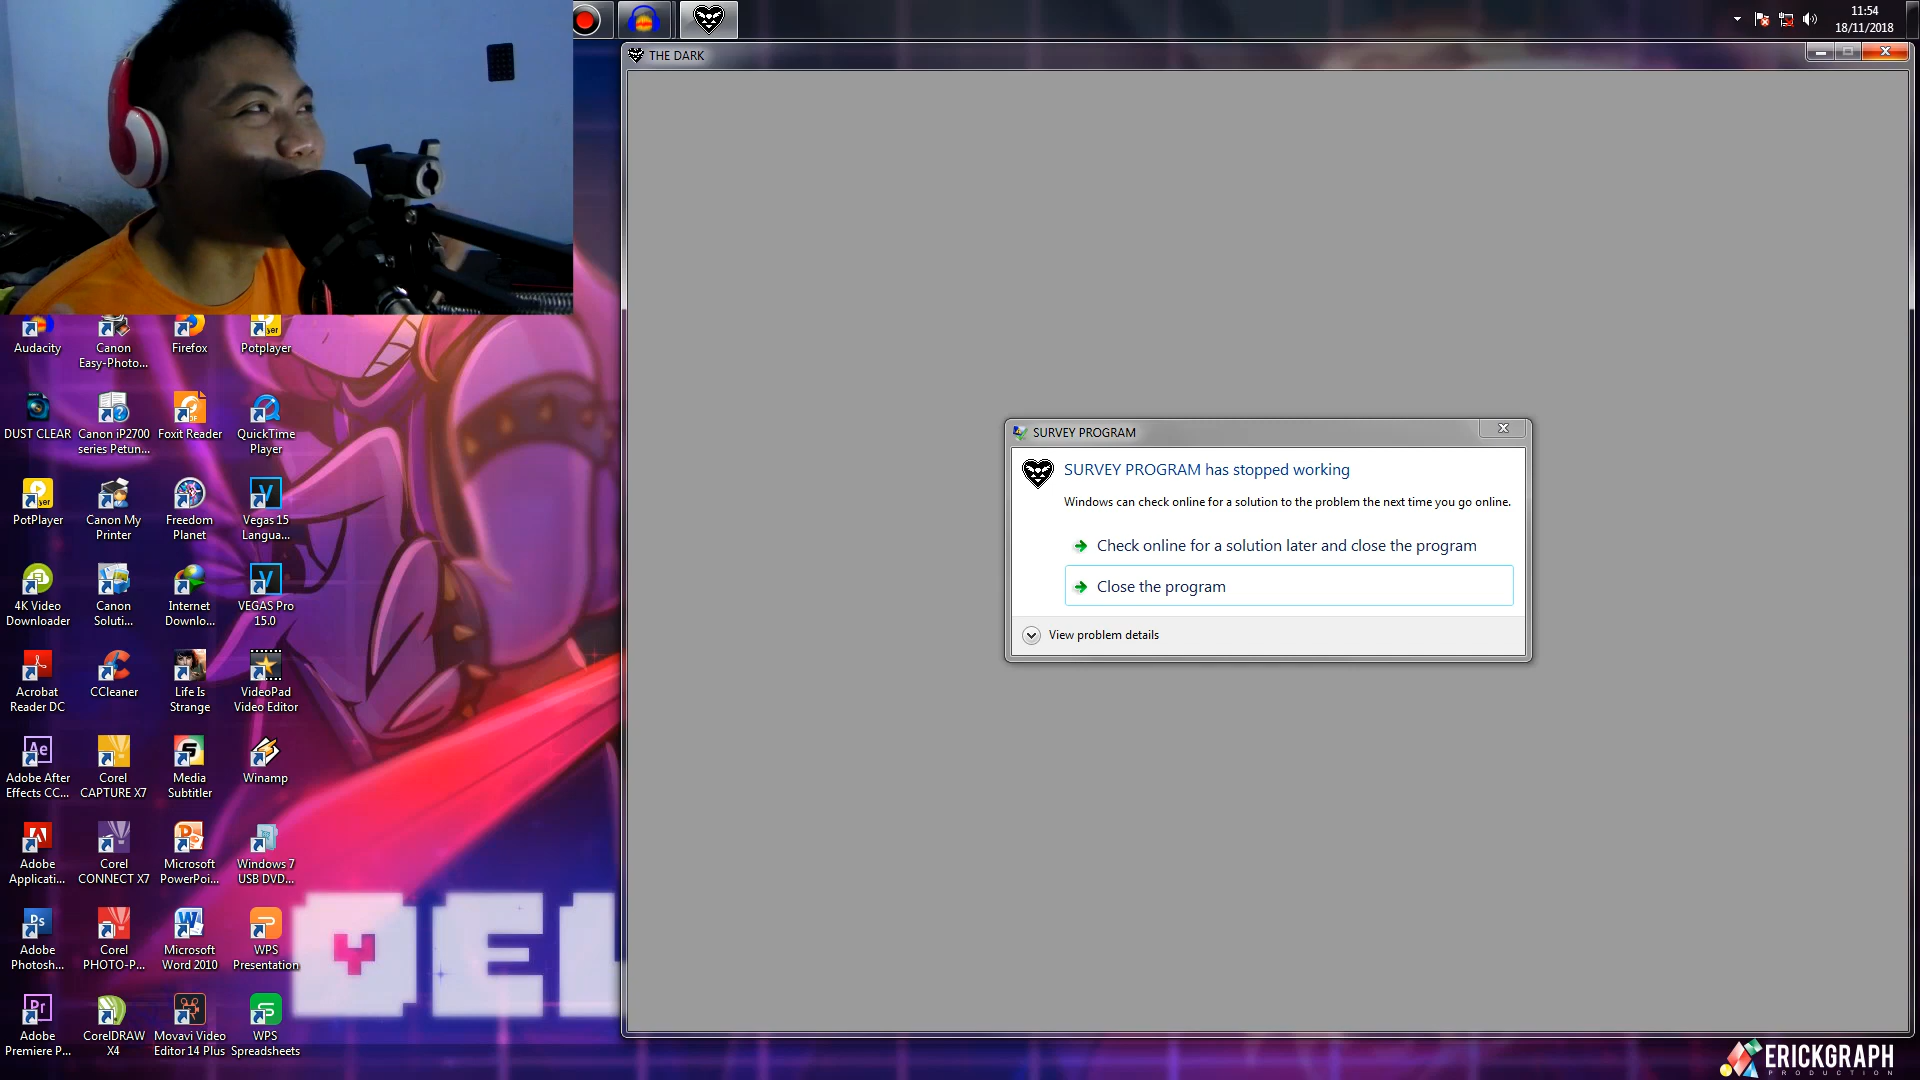 11:54
18/11/2018
THE DARK
Audacity
Canon
Easy-Photo...
Firefox
Potplayer
DUST CLEAR
Canon iP2700
series Petun...
Foxit Reader
QuickTime
Player
PotPlayer
Canon My
Printer
Freedom
Planet
Vegas 15
Langua...
4K Video
Downloader
Canon
Soluti...
Internet
Downlo...
VEGAS Pro
15.0
Acrobat
Reader DC
CCleaner
Life Is
Strange
VideoPad
Video Editor
Adobe After
Effects CC...
Corel
CAPTURE X7
Media
Subtitler
Winamp
Adobe
Applicati...
Corel
CONNECT X7
Microsoft
PowerPoi...
Windows 7
USB DVD...
Adobe
Photosh...
Corel
PHOTO-P...
Microsoft
Word 2010
WPS
Presentation
Adobe
Premiere P...
CorelDRAW
X4
Movavi Video
Editor 14 Plus
WPS
Spreadsheets
DEL
SURVEY PROGRAM
SURVEY PROGRAM has stopped working
Windows can check online for a solution to the problem the next time you go online.
Check online for a solution later and close the program
Close the program
View problem details
ERICKGRAPH
PRODUCTION